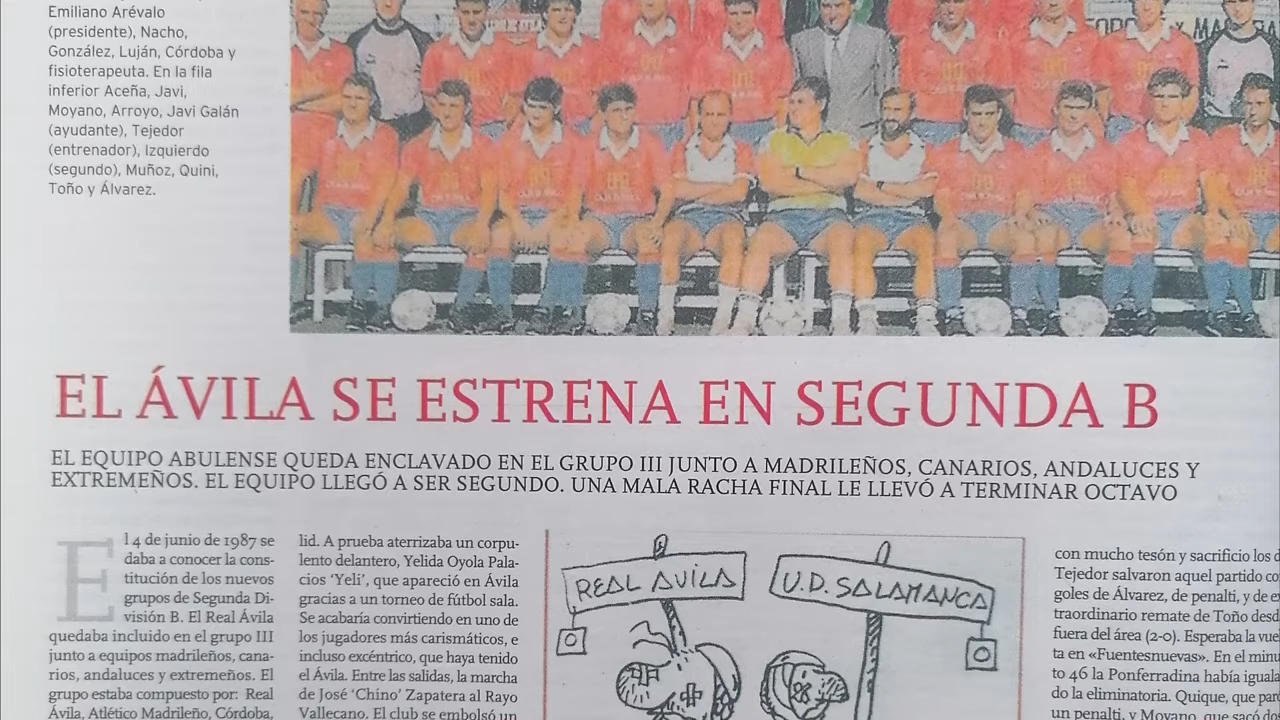 Emiliano Arévalo
(presidente), Nacho,
González, Luján, Córdoba y
fisioterapeuta. En la fila
inferior Aceña, Javi,
Moyano, Arroyo, Javi Galán
(ayudante), Tejedor
(entrenador), Izquierdo
(segundo), Muñoz, Quini,
Toño y Álvarez.
EL ÁVILA SE ESTRENA EN SEGUNDA B
EL EQUIPO ABULENSE QUEDA ENCLAVADO EN EL GRUPO III JUNTO A MADRILEÑOS, CANARIOS, ANDALUCES Y
EXTREMEÑOS. EL EQUIPO LLEGÓ A SER SEGUNDO. UNA MALA RACHA FINAL LE LLEVÓ A TERMINAR OCTAVO
El 4 de junio de 1987 se
daba a conocer la cons-
titución de los nuevos
grupos de Segunda Di-
visión B. El Real Ávila
quedaba incluido en el grupo III
junto a equipos madrileños, cana-
rios, andaluces y extremeños. El
grupo estaba compuesto por: Real
Ávila, Atlético Madrileño, Córdoba,
lid. A prueba aterrizaba un corpu-
lento delantero, Yelida Oyola Pala-
cios 'Yeli', que apareció en Ávila
gracias a un torneo de fútbol sala.
Se acabaría convirtiendo en uno de
los jugadores más carismáticos, e
incluso excéntrico, que haya tenido
el Ávila. Entre las salidas, la marcha
de José 'Chino' Zapatera al Rayo
Vallecano. El club se embolsó un
REAL AVILA
U.D. SALAMANCA
con mucho tesón y sacrificio los
Tejedor salvaron aquel partido
goles de Álvarez, de penalti, y de
traordinario remate de Toño
fuera del área (2-0). Esperaba la
ta en «Fuentesnuevas». En el
to 46 la Ponferradina había
do la eliminatoria. Quique, que
un penalti, y Moyano, que sacó